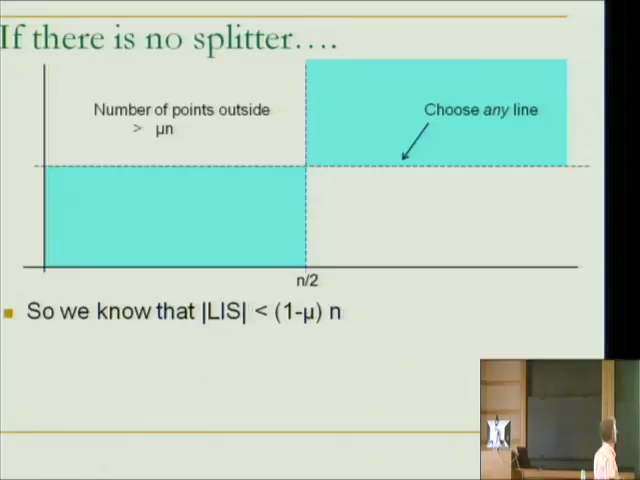 If there is no splitter….
Number of points outside
> μn
Choose any line
n/2
So we know that |LIS| < (1-μ) n